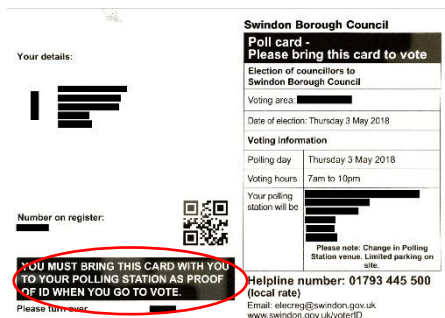 Your details:
Number on register:
YOU MUST BRING THIS CARD WITH YOU
TO YOUR POLLING STATION AS PROOF
OF ID WHEN YOU GO TO VOTE.
Please turn over
Swindon Borough Council
Poll card -
Please bring this card to vote
Election of councillors to
Swindon Borough Council
Voting area:
Date of election: Thursday 3 May 2018
Voting information
Polling day Thursday 3 May 2018
Voting hours 7am to 10pm
Your polling
station will be
Please note: Change in Polling
Station venue. Limited parking on
site.
Helpline number: 01793 445 500
(local rate)
Email: elecreg@swindon.gov.uk
www.swindon.gov.uk/voterID